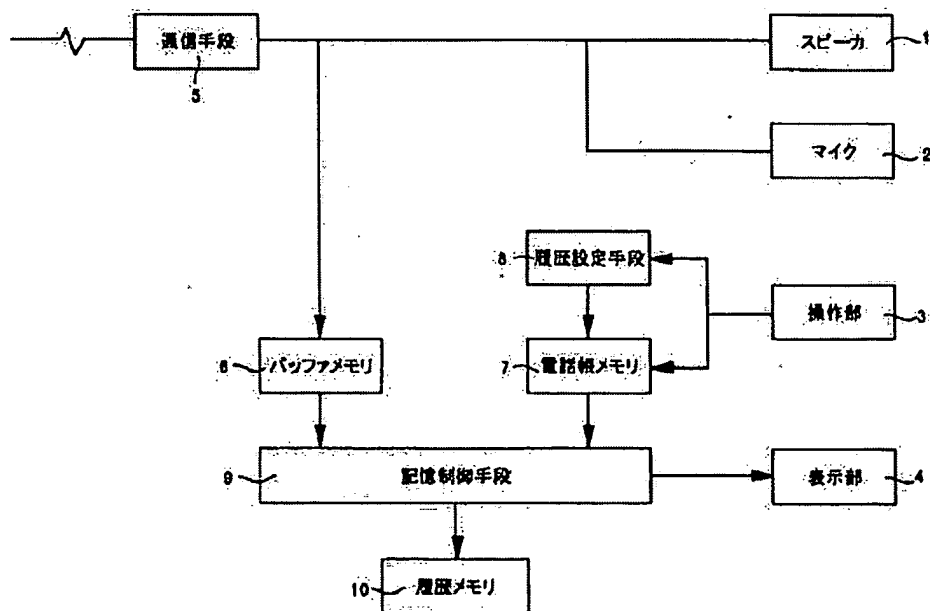 通信手段
5
スピーカ
1
マイク
2
8
履歴設定手段
操作部
3
6
バッファメモリ
7
電話帳メモリ
9
記憶制御手段
表示部
4
10
履歴メモリ